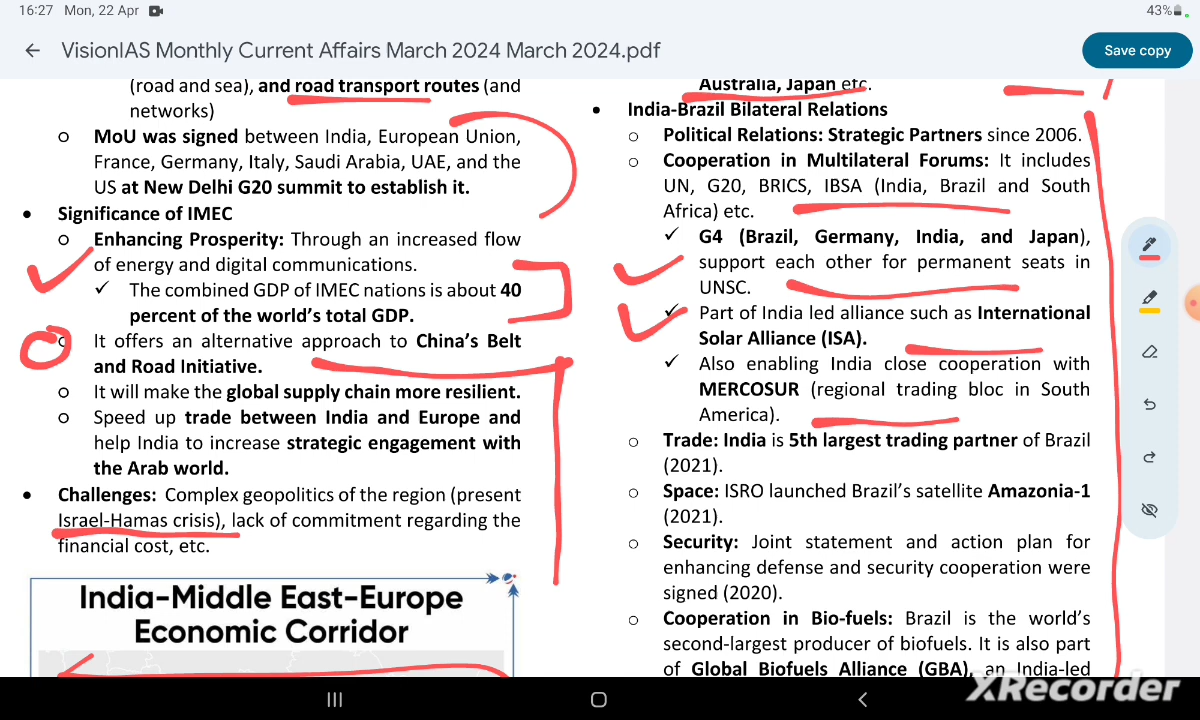 16:27 Mon, 22 Apr
43%
VisionIAS Monthly Current Affairs March 2024 March 2024.pdf
Save copy
(road and sea), and road transport routes (and
networks)
o MoU was signed between India, European Union,
France, Germany, Italy, Saudi Arabia, UAE, and the
US at New Delhi G20 summit to establish it.
• Significance of IMEC
o Enhancing Prosperity: Through an increased flow
of energy and digital communications.
✓ The combined GDP of IMEC nations is about 40
percent of the world's total GDP.
o It offers an alternative approach to China's Belt
and Road Initiative.
o It will make the global supply chain more resilient.
o Speed up trade between India and Europe and
help India to increase strategic engagement with
the Arab world.
• Challenges: Complex geopolitics of the region (present
Israel-Hamas crisis), lack of commitment regarding the
financial cost, etc.
India-Middle East-Europe
Economic Corridor
Australia, Japan etc.
• India-Brazil Bilateral Relations
o Political Relations: Strategic Partners since 2006.
o Cooperation in Multilateral Forums: It includes
UN, G20, BRICS, IBSA (India, Brazil and South
Africa) etc.
✓ G4 (Brazil, Germany, India, and Japan),
support each other for permanent seats in
UNSC.
✓ Part of India led alliance such as International
Solar Alliance (ISA).
✓ Also enabling India close cooperation with
MERCOSUR (regional trading bloc in South
America).
o Trade: India is 5th largest trading partner of Brazil
(2021).
o Space: ISRO launched Brazil's satellite Amazonia-1
(2021).
o Security: Joint statement and action plan for
enhancing defense and security cooperation were
signed (2020).
o Cooperation in Bio-fuels: Brazil is the world's
second-largest producer of biofuels. It is also part
of Global Biofuels Alliance (GBA), an India-led
XRecorder